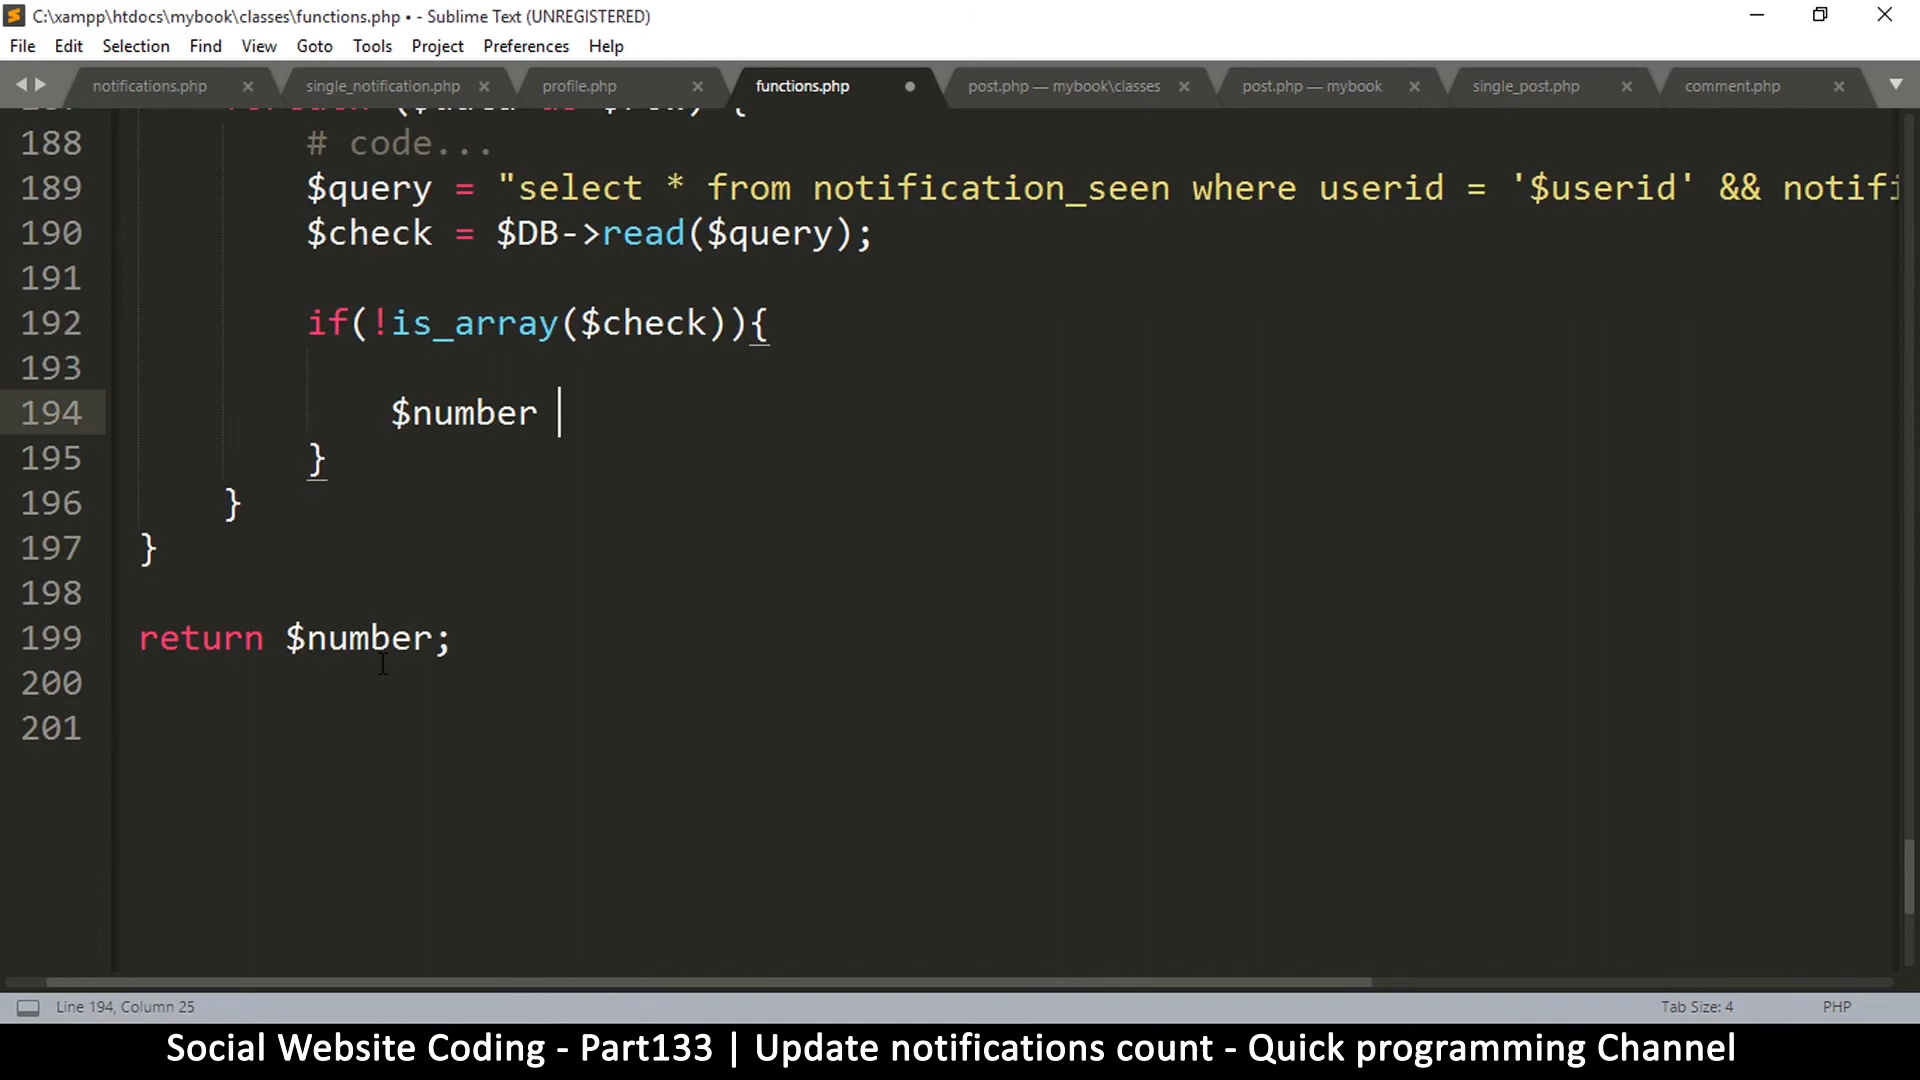 C:\xampp\htdocs\mybook\classes\functions.php • - Sublime Text (UNREGISTERED)
File Edit Selection Find View Goto Tools Project Preferences Help
notifications.php × single_notification.php × profile.php × functions.php post.php — mybook\classes × post.php — mybook × single_post.php × comment.php ×
188 # code...
189 $query = "select * from notification_seen where userid = '$userid' && notifi
190 $check = $DB->read($query);
191
192 if(!is_array($check)){
193
194 $number
195 }
196 }
197 }
198
199 return $number;
200
201
Line 194, Column 25 Tab Size: 4 PHP
Social Website Coding - Part133 | Update notifications count - Quick programming Channel